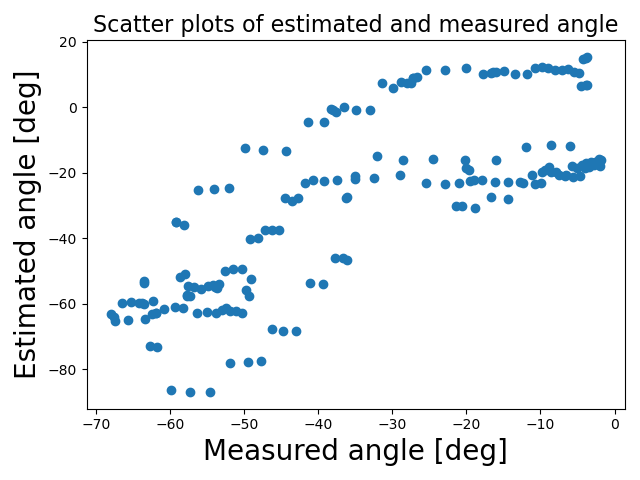 Scatter plots of estimated and measured angle
20
0
−20
−40
−60
−80
Estimated angle [deg]
−70 −60 −50 −40 −30 −20 −10 0
Measured angle [deg]